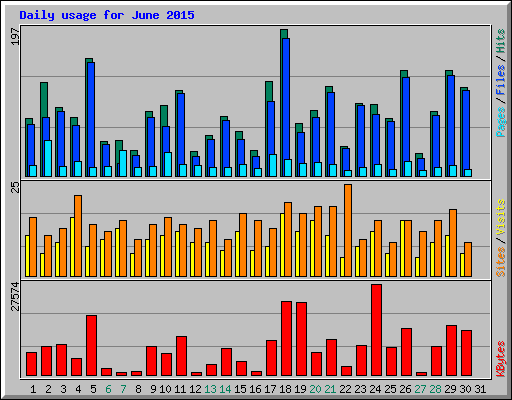 Daily usage for June 2015
197
Pages / Files / Hits
25
Sites / Visits
27574
KBytes
1 2 3 4 5 6 7 8 9 10 11 12 13 14 15 16 17 18 19 20 21 22 23 24 25 26 27 28 29 30 31